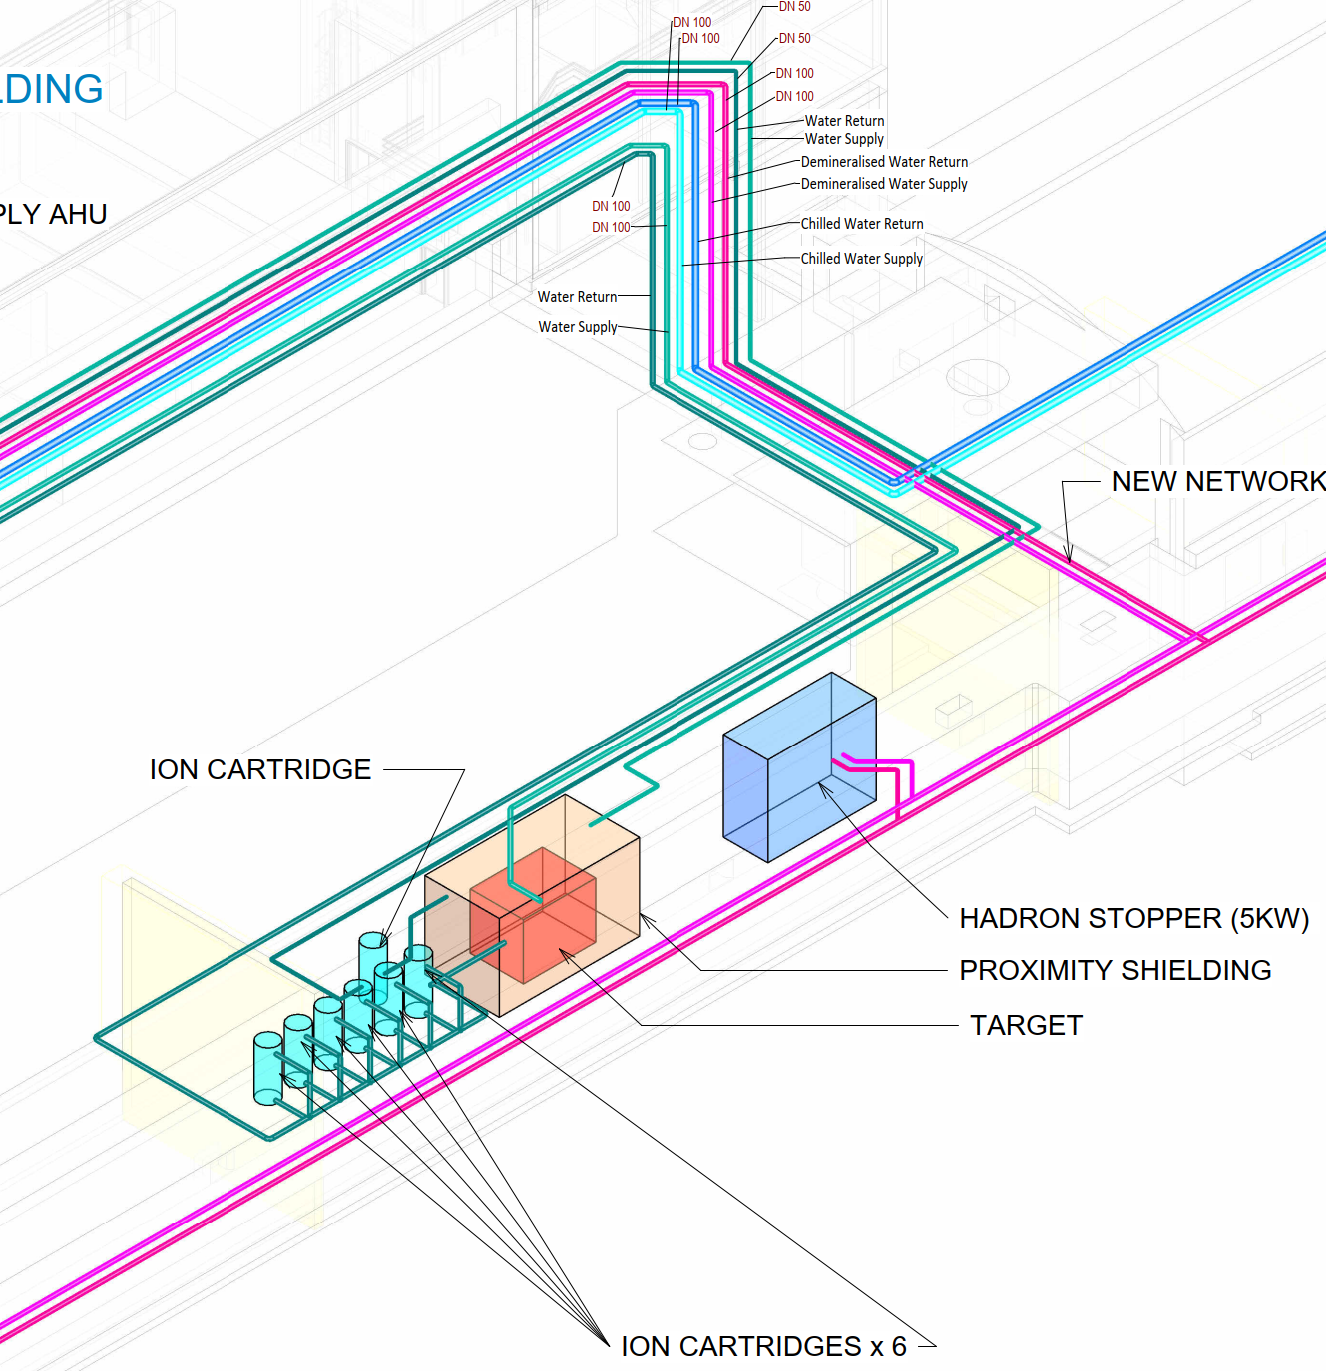 DN 50
DN 100
DN 100
DN 50
LDING
DN 100
DN 100
Water Return
Water Supply
Demineralised Water Return
Demineralised Water Supply
DN 100
PLY AHU
DN 100
Chilled Water Return
Chilled Water Supply
Water Return
Water Supply
NEW NETWORK
ION CARTRIDGE
HADRON STOPPER (5KW)
PROXIMITY SHIELDING
TARGET
ION CARTRIDGES x 6